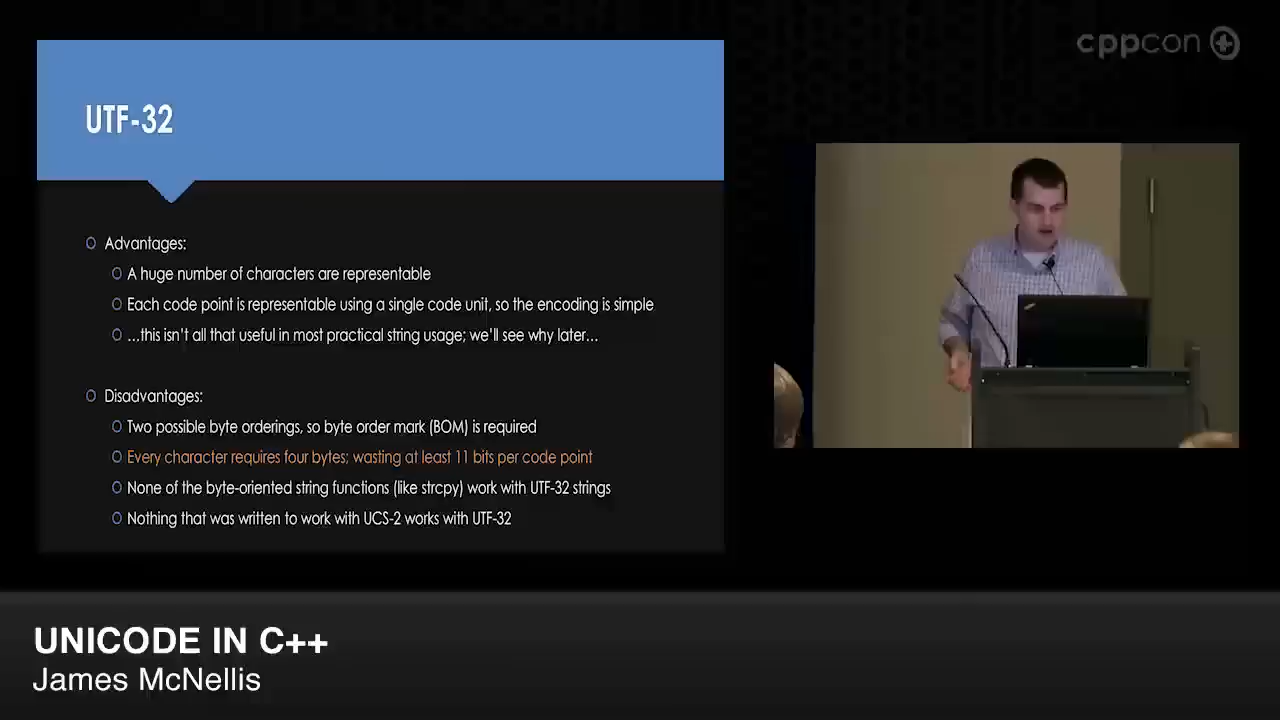 cppcon
UTF-32
Advantages:
A huge number of characters are representable
Each code point is representable using a single code unit, so the encoding is simple
...this isn't all that useful in most practical string usage; we'll see why later...
Disadvantages:
Two possible byte orderings, so byte order mark (BOM) is required
Every character requires four bytes; wasting at least 11 bits per code point
None of the byte-oriented string functions (like strcpy) work with UTF-32 strings
Nothing that was written to work with UCS-2 works with UTF-32
UNICODE IN C++
James McNellis